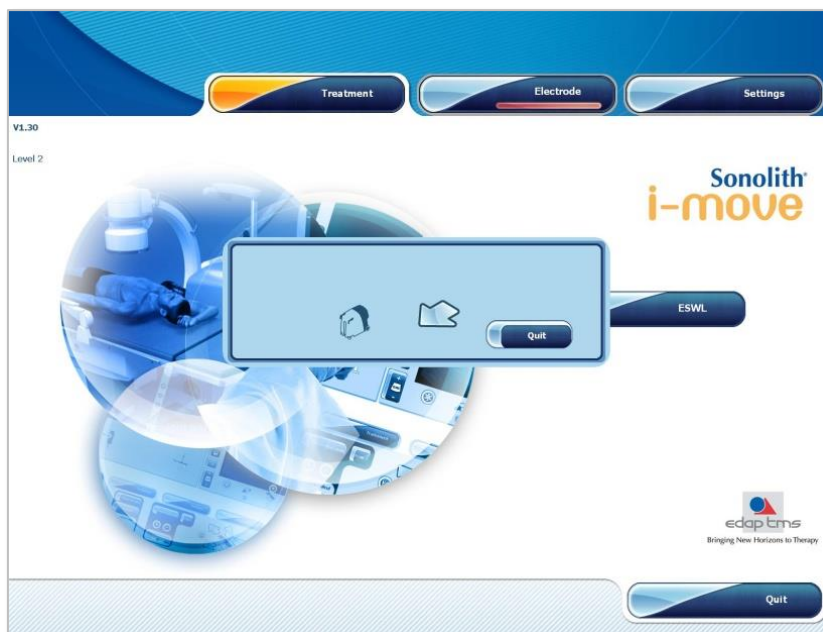 Treatment
Electrode
Settings
V1.30
Level 2
Sonolith
i-move
ESWL
Quit
edap tms
Bringing New Horizons to Therapy
Quit